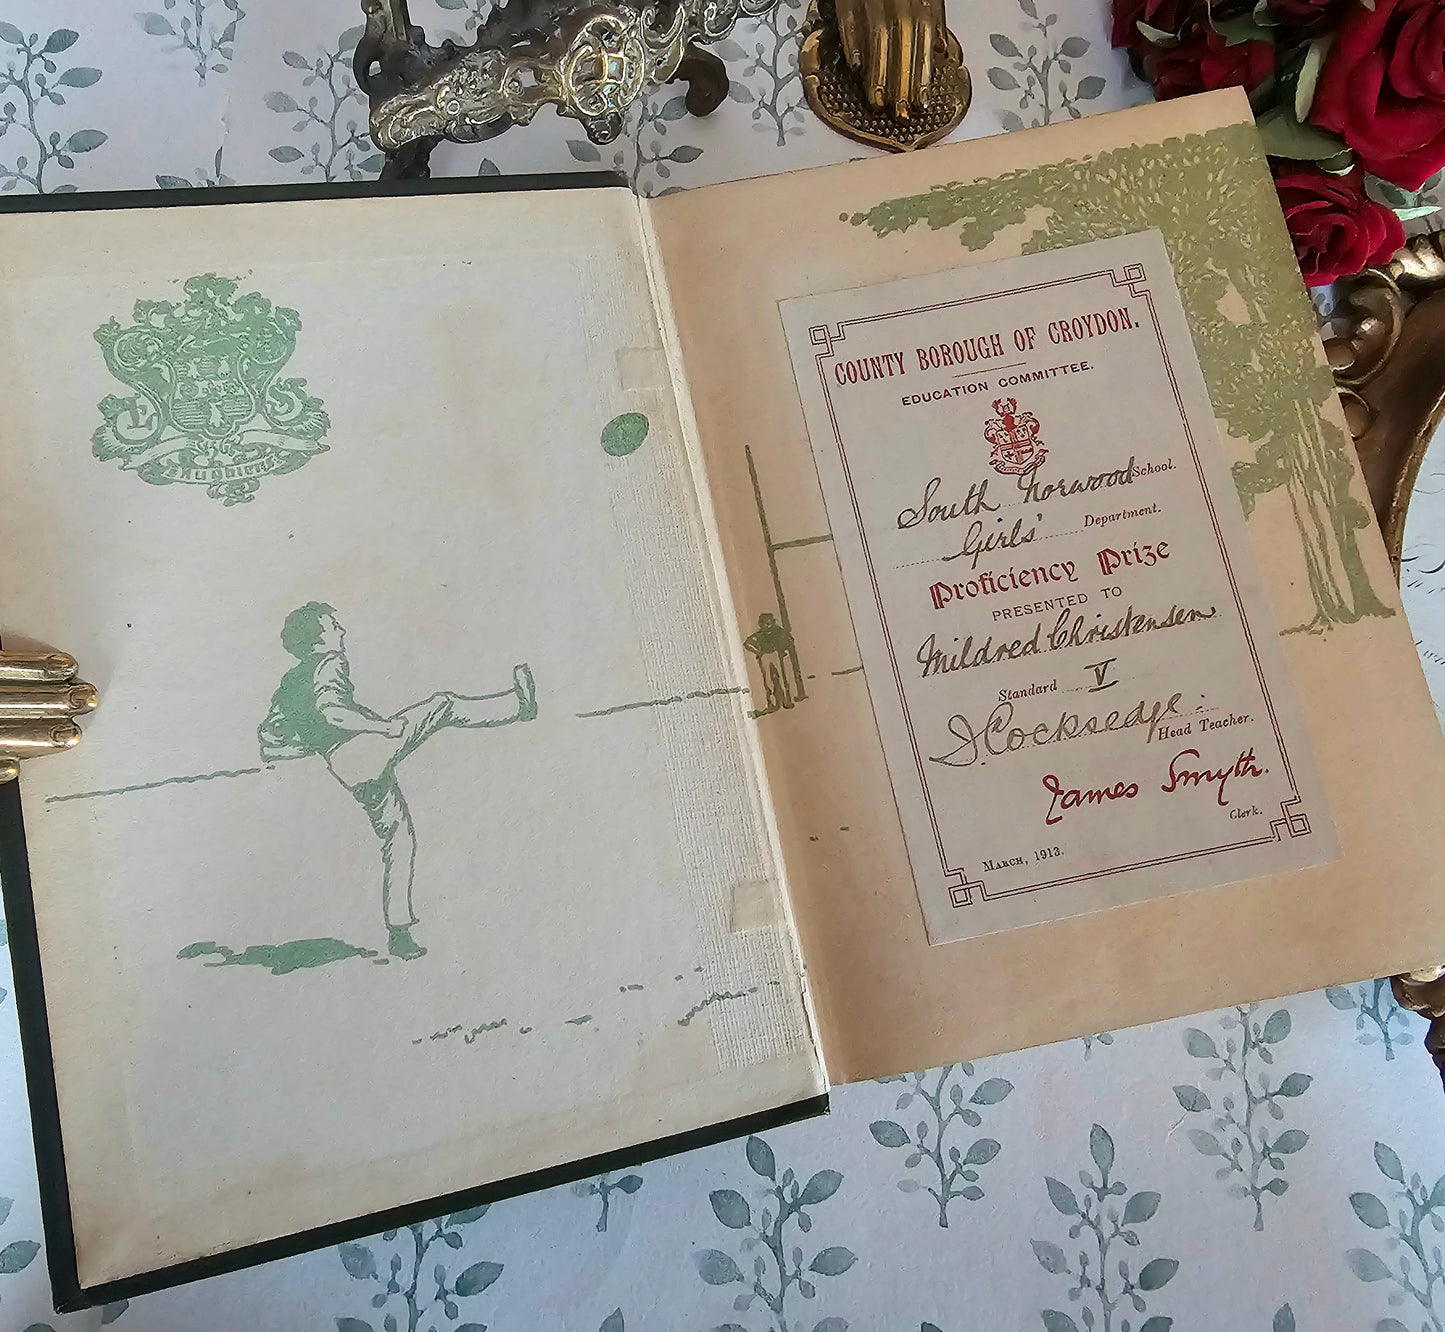 COUNTY BOROUGH OF CROYDON.
EDUCATION COMMITTEE.
South Norwood School.
Girls' Department.
Proficiency Prize
PRESENTED TO
Mildred Christensen
Standard V
J. Cocksedge. Head Teacher.
James Smyth.
Clerk.
MARCH, 1913.